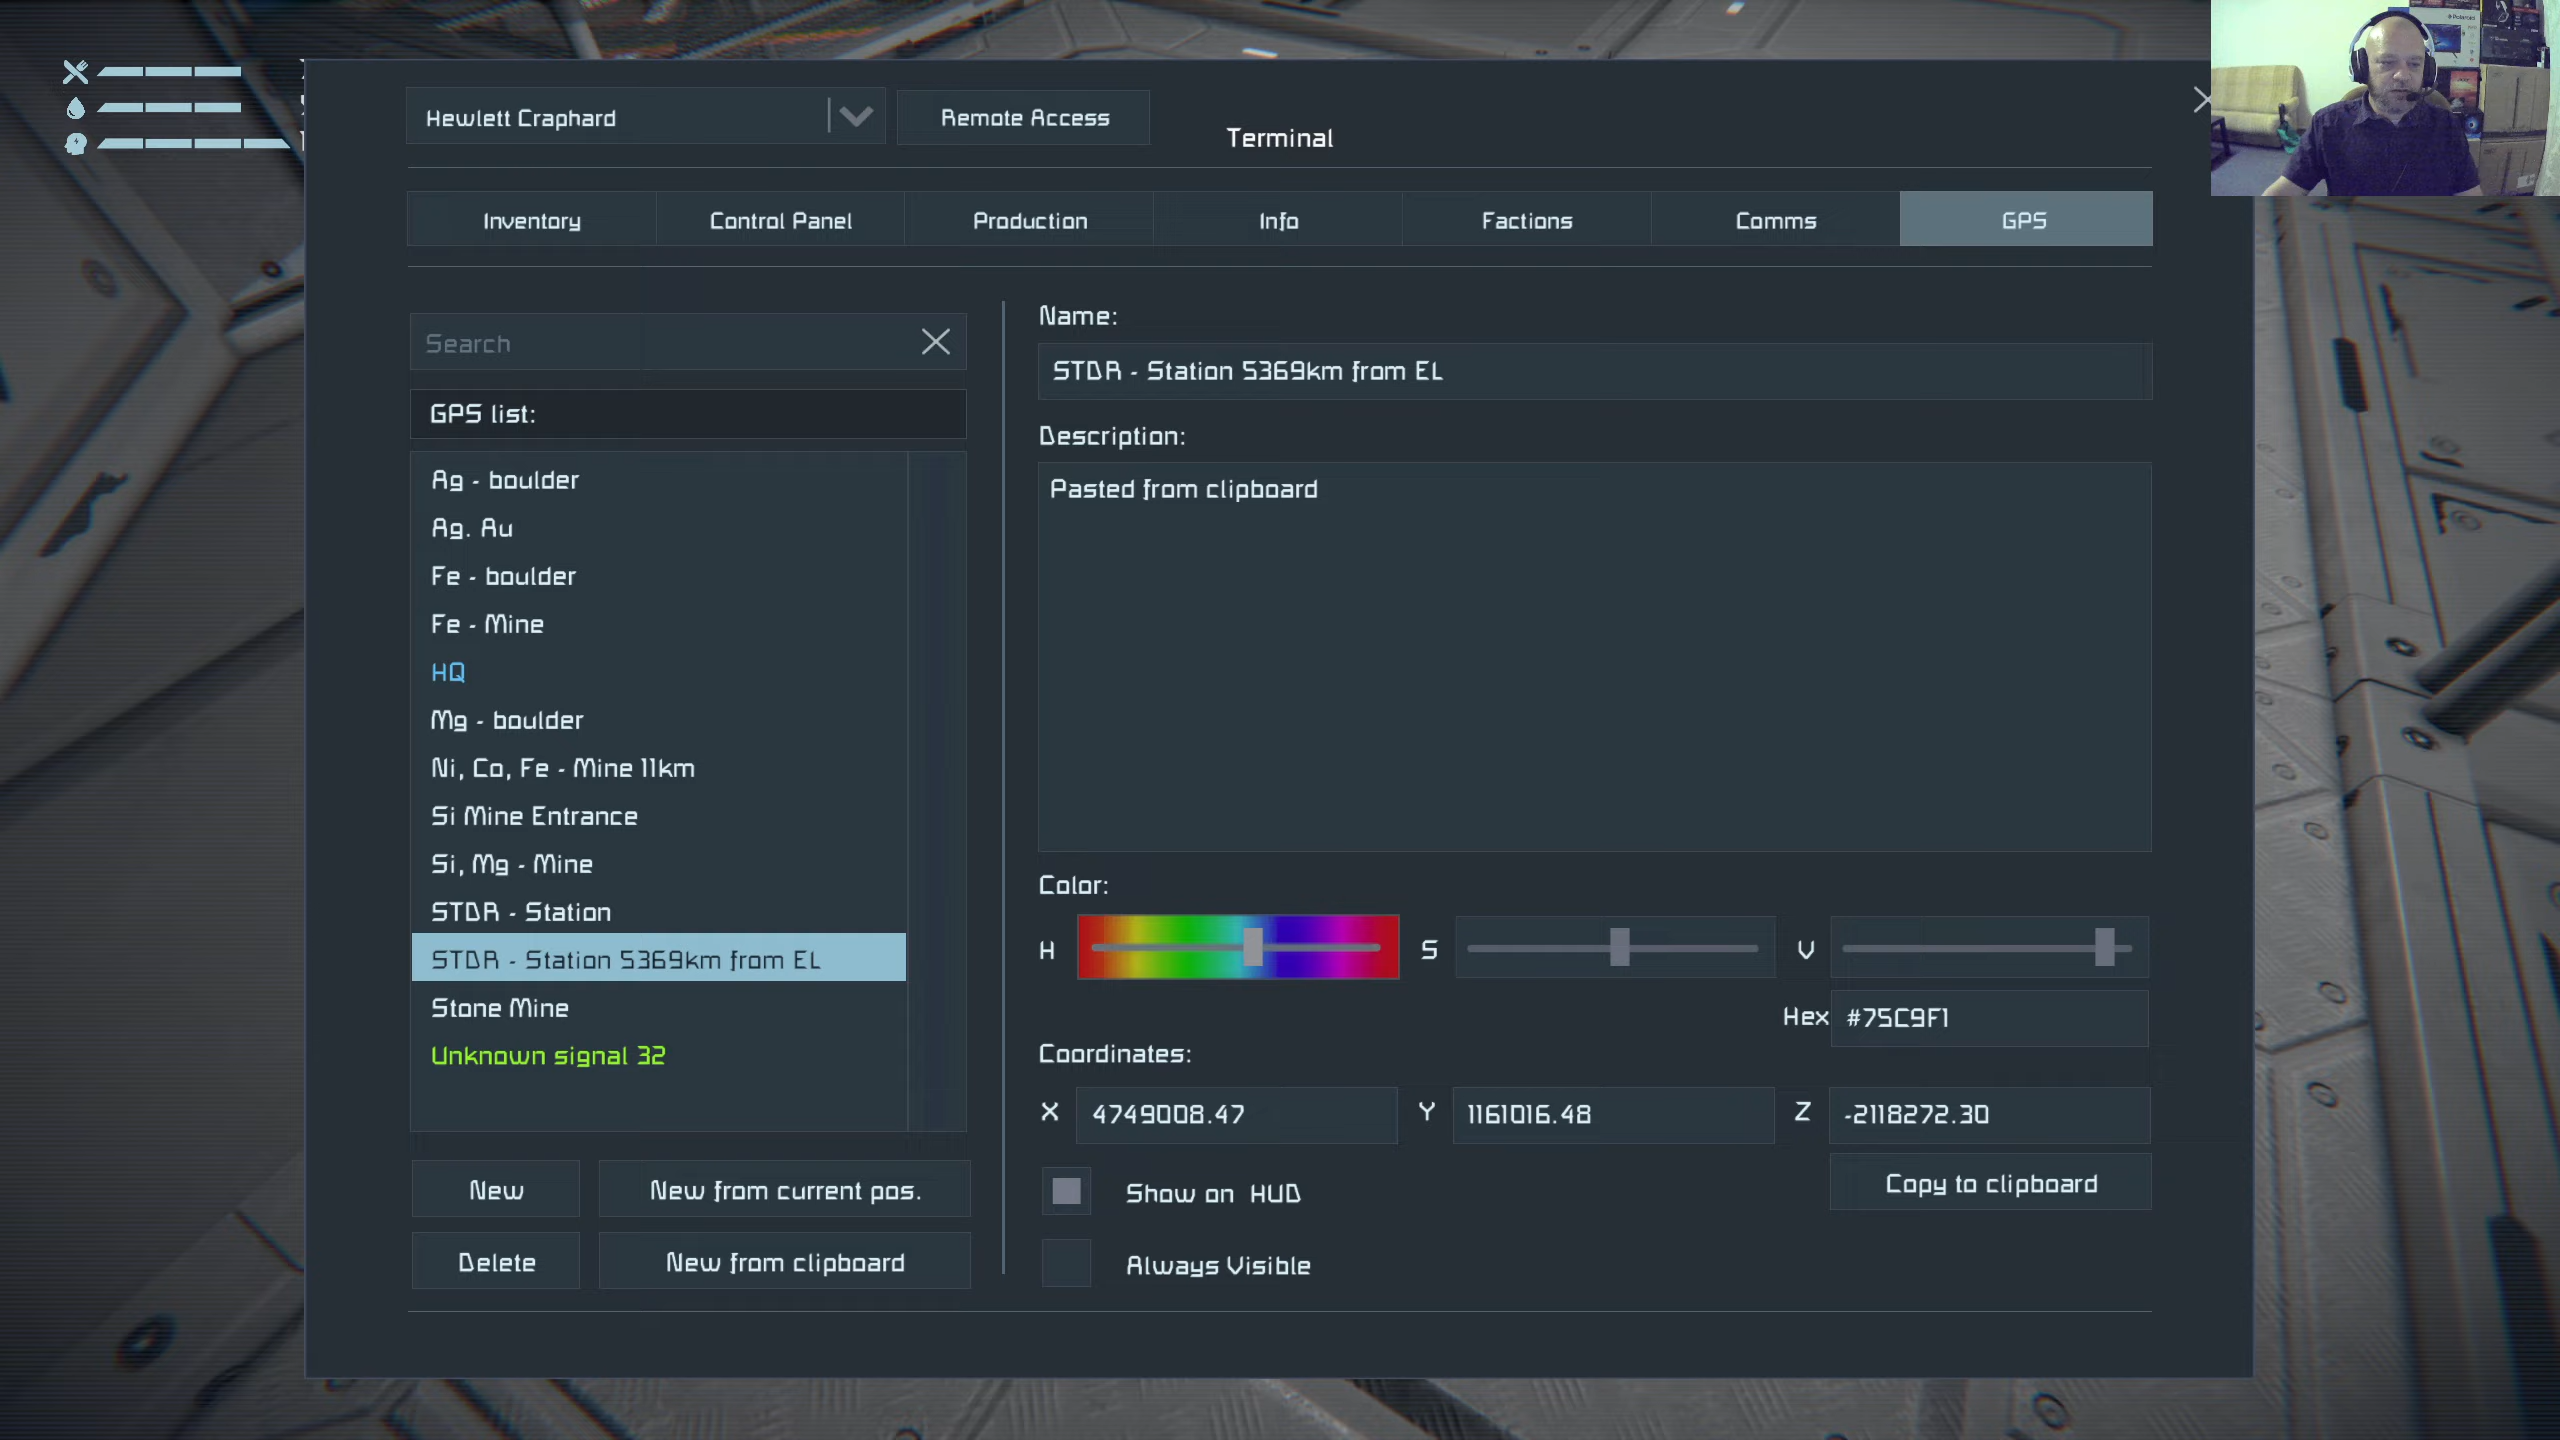 Hewlett Craphard
Remote Access
Terminal
Inventory
Control Panel
Production
Info
Factions
Comms
GPS
Search
GPS list:
Ag - boulder
Ag. Au
Fe - boulder
Fe - Mine
HQ
Mg - boulder
Ni, Co, Fe - Mine 11km
Si Mine Entrance
Si, Mg - Mine
STDR - Station
STDR - Station 5369km from EL
Stone Mine
Unknown signal 32
New
New from current pos.
Delete
New from clipboard
Name:
STDR - Station 5369km from EL
Description:
Pasted from clipboard
Color:
H
S
V
Hex #75C9F1
Coordinates:
X 4749008.47
Y 1161016.48
Z -2118272.30
Show on HUD
Copy to clipboard
Always Visible